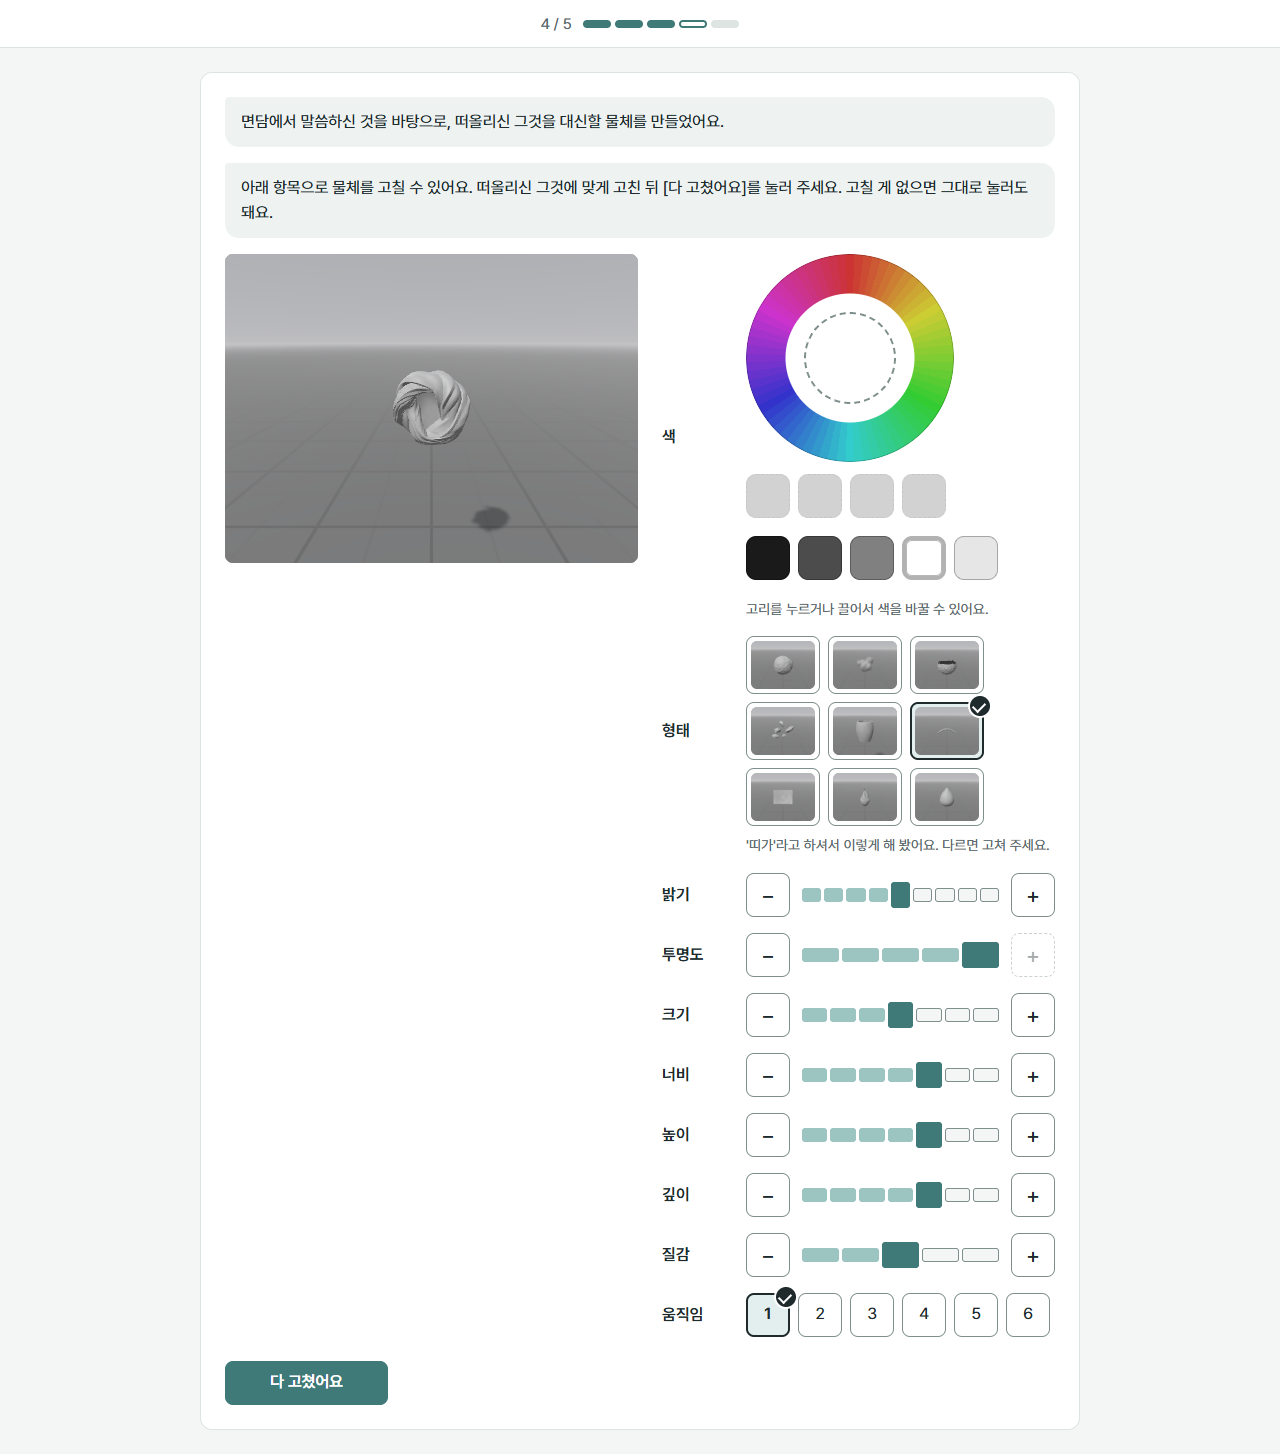 4 / 5
면담에서 말씀하신 것을 바탕으로, 떠올리신 그것을 대신할 물체를 만들었어요.
아래 항목으로 물체를 고칠 수 있어요. 떠올리신 그것에 맞게 고친 뒤 [다 고쳤어요]를 눌러 주세요. 고칠 게 없으면 그대로 눌러도
돼요.
색
고리를 누르거나 끌어서 색을 바꿀 수 있어요.
형태
'띠가'라고 하셔서 이렇게 해 봤어요. 다르면 고쳐 주세요.
밝기 − +
투명도 − +
크기 − +
너비 − +
높이 − +
깊이 − +
질감 − +
움직임 1 2 3 4 5 6
다 고쳤어요